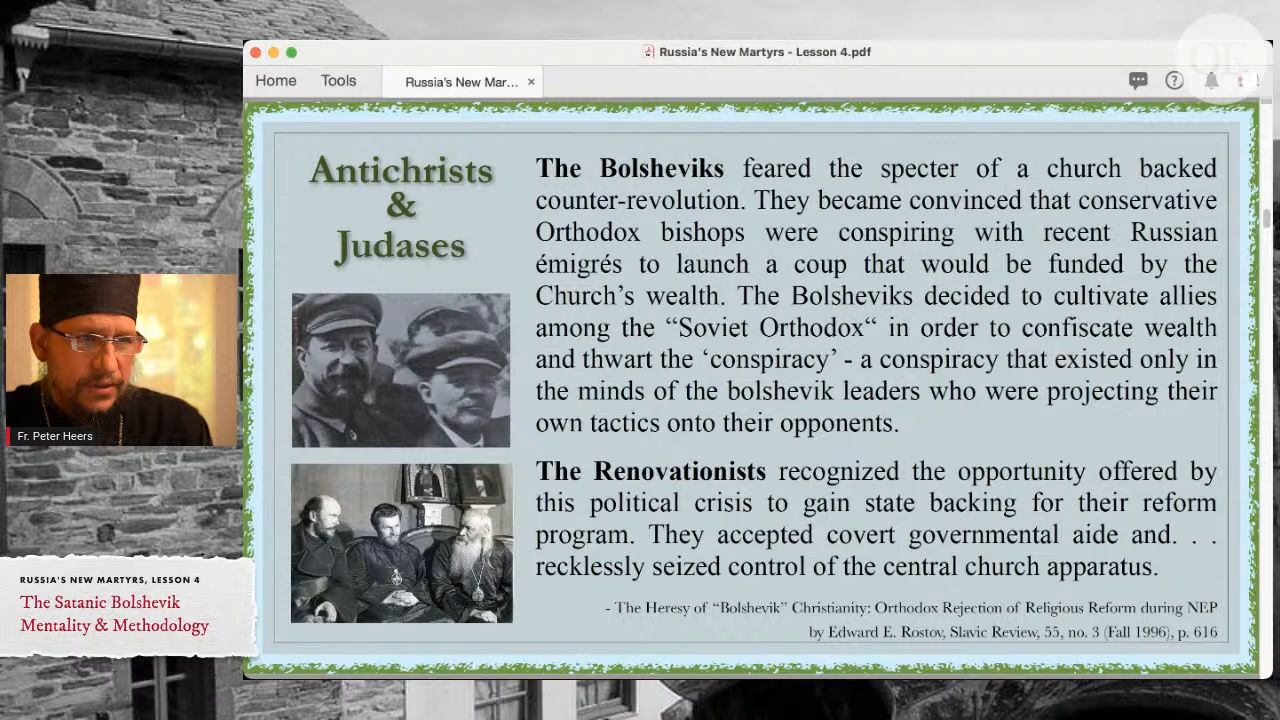 OE
Russia's New Martyrs - Lesson 4.pdf
Home Tools Russia's New Mar... ×
Antichrists
&
Judases
The Bolsheviks feared the specter of a church backed
counter-revolution. They became convinced that conservative
Orthodox bishops were conspiring with recent Russian
émigrés to launch a coup that would be funded by the
Church's wealth. The Bolsheviks decided to cultivate allies
among the “Soviet Orthodox“ in order to confiscate wealth
and thwart the ‘conspiracy’ - a conspiracy that existed only in
the minds of the bolshevik leaders who were projecting their
own tactics onto their opponents.
The Renovationists recognized the opportunity offered by
this political crisis to gain state backing for their reform
program. They accepted covert governmental aide and. . .
recklessly seized control of the central church apparatus.
- The Heresy of “Bolshevik” Christianity: Orthodox Rejection of Religious Reform during NEP
by Edward E. Rostov, Slavic Review, 55, no. 3 (Fall 1996), p. 616
Fr. Peter Heers
RUSSIA'S NEW MARTYRS, LESSON 4
The Satanic Bolshevik
Mentality & Methodology